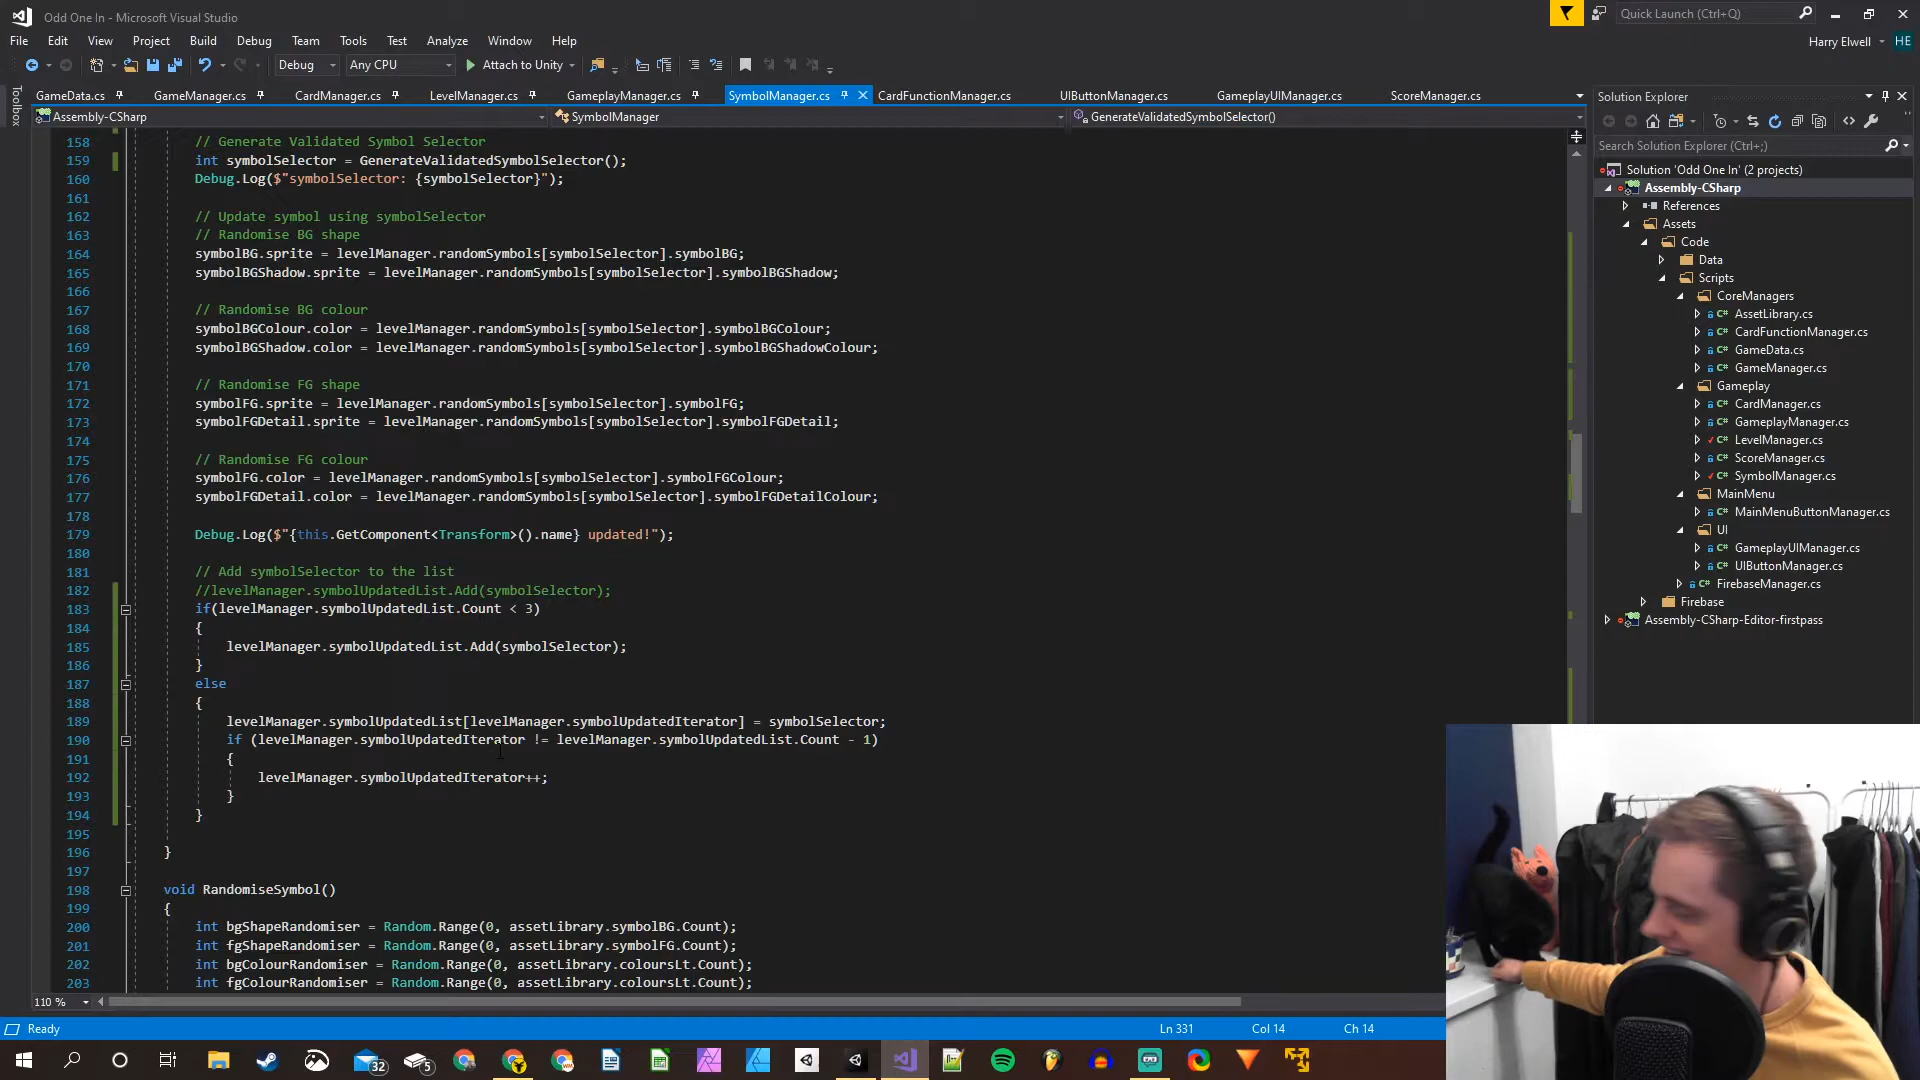 Odd One In - Microsoft Visual Studio
Quick Launch (Ctrl+Q)
File Edit View Project Build Debug Team Tools Test Analyze Window Help
Harry Elwell HE
Debug Any CPU Attach to Unity
Toolbox
GameData.cs GameManager.cs CardManager.cs LevelManager.cs GameplayManager.cs SymbolManager.cs CardFunctionManager.cs UIButtonManager.cs GameplayUIManager.cs ScoreManager.cs
Assembly-CSharp SymbolManager GenerateValidatedSymbolSelector()
158 // Generate Validated Symbol Selector
159 int symbolSelector = GenerateValidatedSymbolSelector();
160 Debug.Log($"symbolSelector: {symbolSelector}");
161
162 // Update symbol using symbolSelector
163 // Randomise BG shape
164 symbolBG.sprite = levelManager.randomSymbols[symbolSelector].symbolBG;
165 symbolBGShadow.sprite = levelManager.randomSymbols[symbolSelector].symbolBGShadow;
166
167 // Randomise BG colour
168 symbolBGColour.color = levelManager.randomSymbols[symbolSelector].symbolBGColour;
169 symbolBGShadow.color = levelManager.randomSymbols[symbolSelector].symbolBGShadowColour;
170
171 // Randomise FG shape
172 symbolFG.sprite = levelManager.randomSymbols[symbolSelector].symbolFG;
173 symbolFGDetail.sprite = levelManager.randomSymbols[symbolSelector].symbolFGDetail;
174
175 // Randomise FG colour
176 symbolFG.color = levelManager.randomSymbols[symbolSelector].symbolFGColour;
177 symbolFGDetail.color = levelManager.randomSymbols[symbolSelector].symbolFGDetailColour;
178
179 Debug.Log($"{this.GetComponent<Transform>().name} updated!");
180
181 // Add symbolSelector to the list
182 //levelManager.symbolUpdatedList.Add(symbolSelector);
183 if(levelManager.symbolUpdatedList.Count < 3)
184 {
185 levelManager.symbolUpdatedList.Add(symbolSelector);
186 }
187 else
188 {
189 levelManager.symbolUpdatedList[levelManager.symbolUpdatedIterator] = symbolSelector;
190 if (levelManager.symbolUpdatedIterator != levelManager.symbolUpdatedList.Count - 1)
191 {
192 levelManager.symbolUpdatedIterator++;
193 }
194 }
195
196 }
197
198 void RandomiseSymbol()
199 {
200 int bgShapeRandomiser = Random.Range(0, assetLibrary.symbolBG.Count);
201 int fgShapeRandomiser = Random.Range(0, assetLibrary.symbolFG.Count);
202 int bgColourRandomiser = Random.Range(0, assetLibrary.coloursLt.Count);
203 int fgColourRandomiser = Random.Range(0, assetLibrary.coloursLt.Count);
110 %
Solution Explorer
Search Solution Explorer (Ctrl+;)
Solution 'Odd One In' (2 projects)
Assembly-CSharp
References
Assets
Code
Data
Scripts
CoreManagers
C# AssetLibrary.cs
C# CardFunctionManager.cs
C# GameData.cs
C# GameManager.cs
Gameplay
C# CardManager.cs
C# GameplayManager.cs
C# LevelManager.cs
C# ScoreManager.cs
C# SymbolManager.cs
MainMenu
C# MainMenuButtonManager.cs
UI
C# GameplayUIManager.cs
C# UIButtonManager.cs
C# FirebaseManager.cs
Firebase
Assembly-CSharp-Editor-firstpass
Ready Ln 331 Col 14 Ch 14
32 5